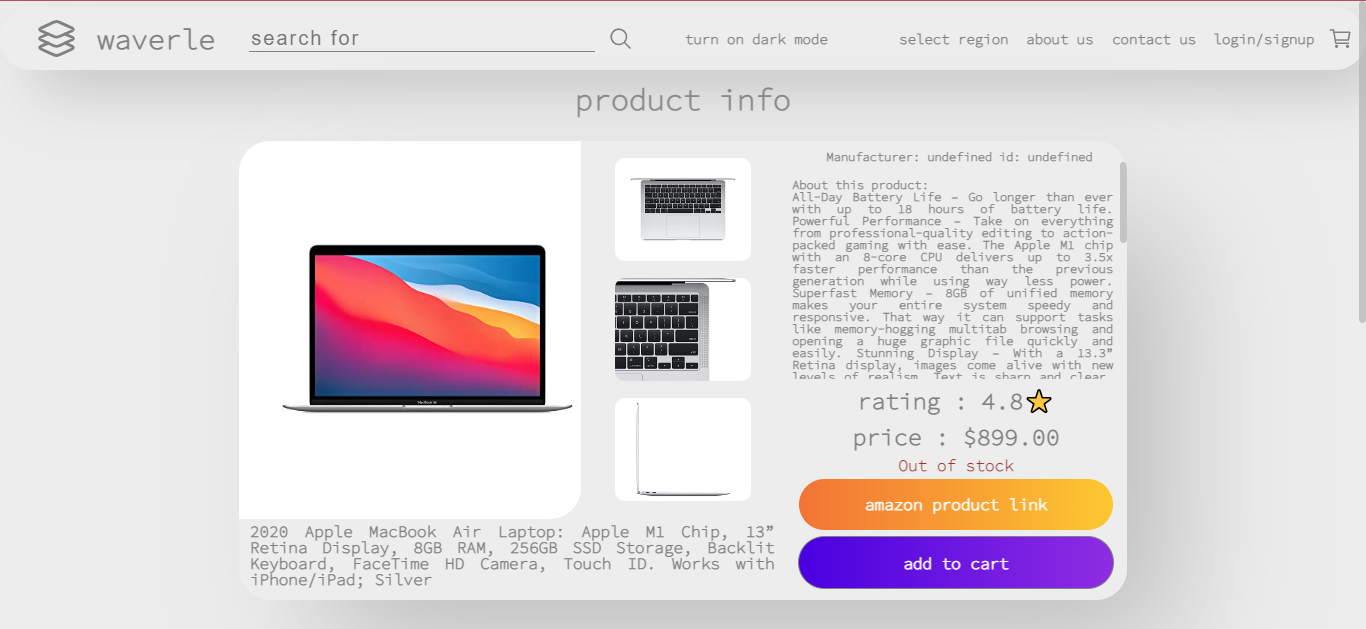 waverle
search for
turn on dark mode
select region
about us
contact us
login/signup
product info
Manufacturer: undefined id: undefined
About this product:
All-Day Battery Life – Go longer than ever
with up to 18 hours of battery life.
Powerful Performance – Take on everything
from professional-quality editing to action-
packed gaming with ease. The Apple M1 chip
with an 8-core CPU delivers up to 3.5x
faster performance than the previous
generation while using way less power.
Superfast Memory – 8GB of unified memory
makes your entire system speedy and
responsive. That way it can support tasks
like memory-hogging multitab browsing and
opening a huge graphic file quickly and
easily. Stunning Display – With a 13.3”
Retina display, images come alive with new
levels of realism. Text is sharp and clear,
rating : 4.8
price : $899.00
Out of stock
amazon product link
add to cart
2020 Apple MacBook Air Laptop: Apple M1 Chip, 13”
Retina Display, 8GB RAM, 256GB SSD Storage, Backlit
Keyboard, FaceTime HD Camera, Touch ID. Works with
iPhone/iPad; Silver